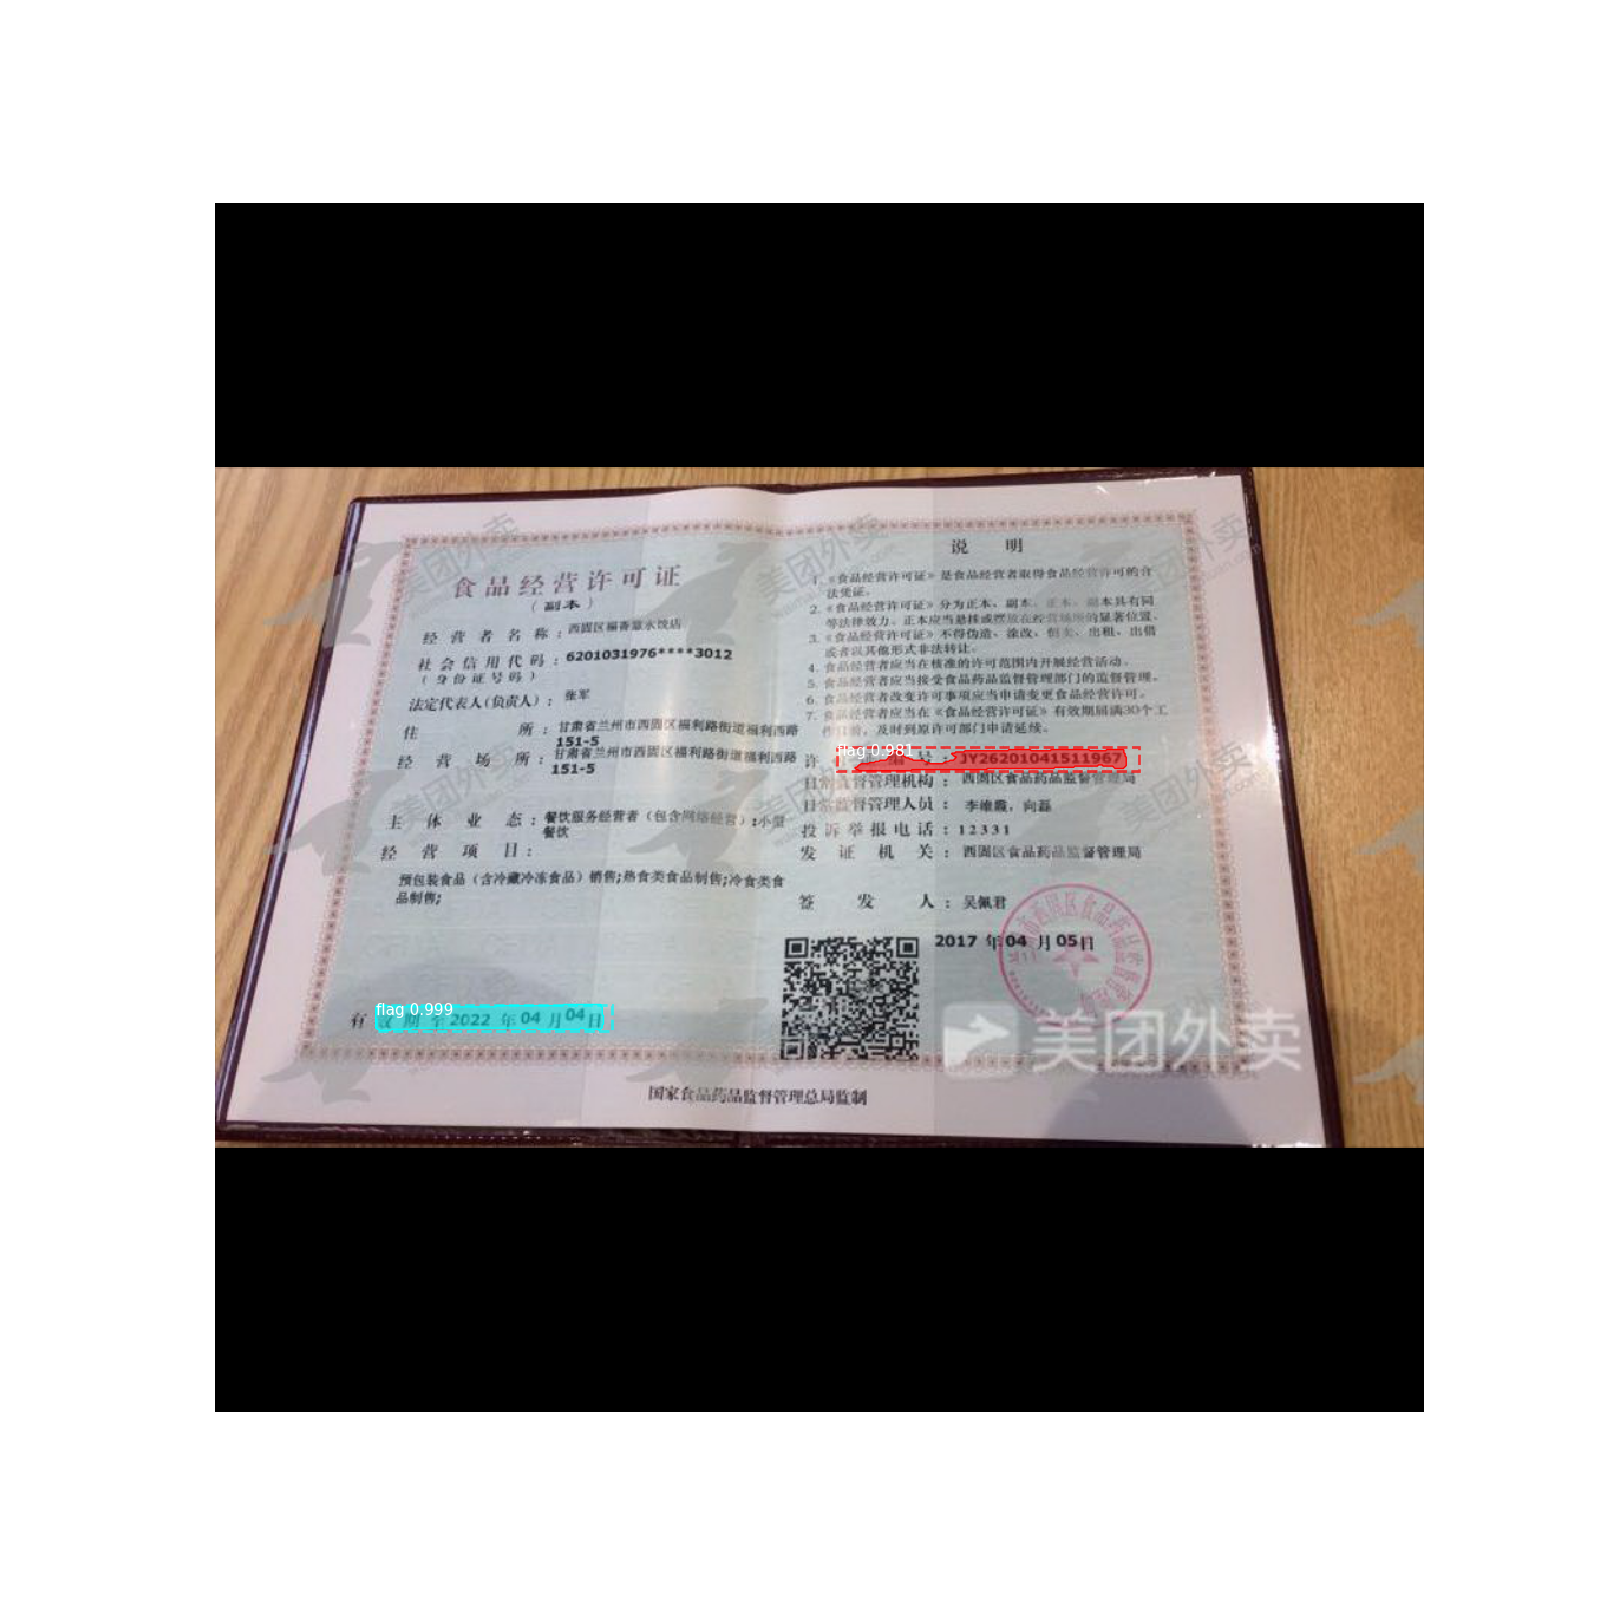 食品经营许可证
（副本）
经营者名称：西固区福香源水饺店
社会信用代码：6201031976****3012
（身份证号码）
法定代表人(负责人)：张军
住所：甘肃省兰州市西固区福利路街道福利西路
151-5
经营场所：甘肃省兰州市西固区福利路街道福利西路
151-5
主体业态：餐饮服务经营者（包含网络经营）;小型
餐饮
经营项目：
预包装食品（含冷藏冷冻食品）销售;热食类食品制售;冷食类食
品制售;
flag 0.999
有效期至2022年04月04日
说明
1.《食品经营许可证》是食品经营者取得食品经营许可的合
法凭证。
2.《食品经营许可证》分为正本、副本。正本、副本具有同
等法律效力。正本应当悬挂或摆放在经营场所的显著位置。
3.《食品经营许可证》不得伪造、涂改、倒卖、出租、出借
或者以其他形式非法转让。
4.食品经营者应当在核准的许可范围内开展经营活动。
5.食品经营者应当接受食品药品监督管理部门的监督管理。
6.食品经营者改变许可事项应当申请变更食品经营许可。
7.食品经营者应当在《食品经营许可证》有效期届满30个工
作日前，及时到原许可部门申请延续。
flag 0.981
许可证编号：JY26201041511967
日常监督管理机构：西固区食品药品监督管理局
日常监督管理人员：李维霞，向磊
投诉举报电话：12331
发证机关：西固区食品药品监督管理局
签发人：吴佩君
2017年04月05日
美团外卖
国家食品药品监督管理总局监制